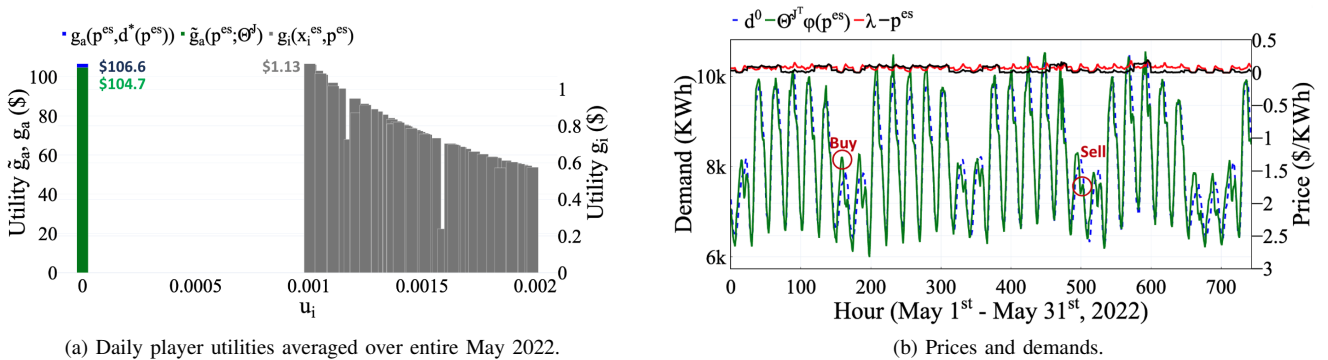 g_a(p^es,d*(p^es)) g̃_a(p^es;Θ^J) g_i(x_i^es,p^es)
$106.6
$104.7
$1.13
100
80
60
40
20
0
Utility g̃_a, g_a ($)
1
0.8
0.6
0.4
0.2
0
Utility g_i ($)
0 0.0005 0.001 0.0015 0.002
u_i
(a) Daily player utilities averaged over entire May 2022.
d^0 Θ^J^T φ(p^es) λ p^es
10k
8k
6k
Demand (KWh)
Buy
Sell
0.5
0
−0.5
−1
−1.5
−2
−2.5
−3
Price ($/KWh)
0 100 200 300 400 500 600 700
Hour (May 1^st - May 31^st, 2022)
(b) Prices and demands.